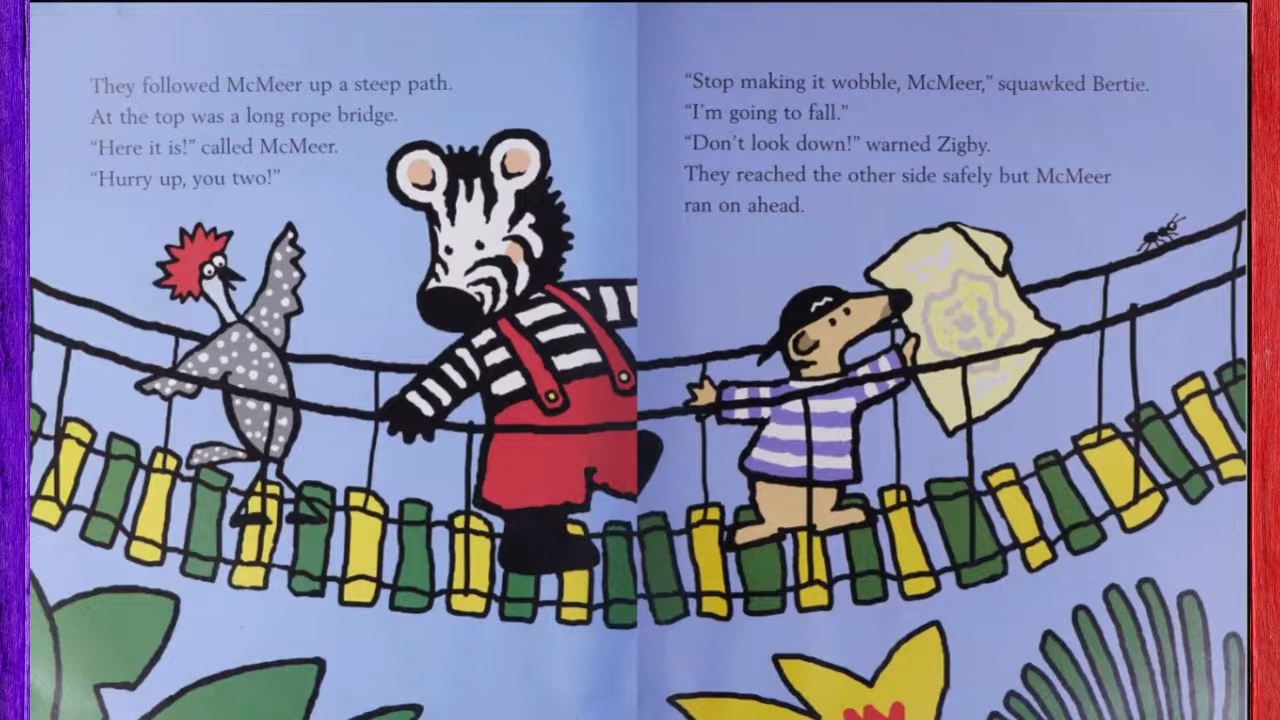 They followed McMeer up a steep path.
At the top was a long rope bridge.
“Here it is!” called McMeer.
“Hurry up, you two!”
“Stop making it wobble, McMeer,” squawked Bertie.
“I'm going to fall.”
“Don't look down!” warned Zigby.
They reached the other side safely but McMeer
ran on ahead.